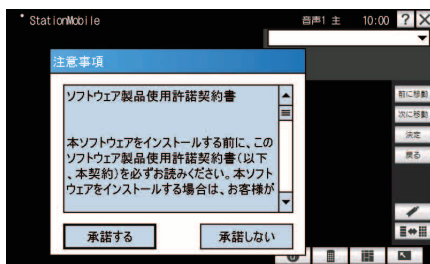 StationMobile 音声1 主 10:00 ? ×
注意事項
ソフトウェア製品使用許諾契約書
本ソフトウェアをインストールする前に、この
ソフトウェア製品使用許諾契約書(以下
、本契約)を必ずお読みください。本ソフト
ウェアをインストールする場合は、お客様が
承諾する 承諾しない
前に移動
次に移動
決定
戻る